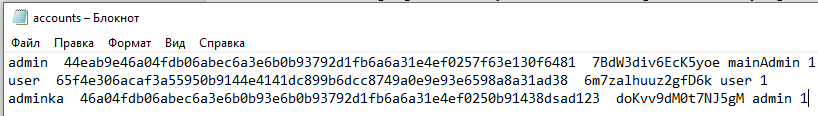 accounts – Блокнот
Файл Правка Формат Вид Справка
admin 44eab9e46a04fdb06abec6a3e6b0b93792d1fb6a6a31e4ef0257f63e130f6481 7BdW3div6EcK5yoe mainAdmin 1
user 65f4e306acaf3a55950b9144e4141dc899b6dcc8749a0e9e93e6598a8a31ad38 6m7zalhuuz2gfD6k user 1
adminka 46a04fdb06abec6a3e6b0b93e6b0b93792d1fb6a6a31e4ef0250b91438dsad123 doKvv9dM0t7NJ5gM admin 1